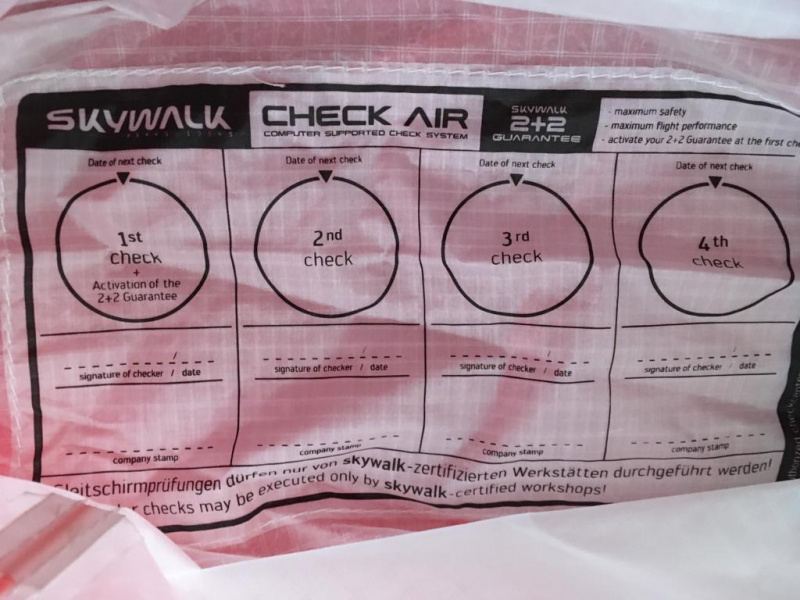 SKYWALK
CHECK AIR
COMPUTER SUPPORTED CHECK SYSTEM
SKYWALK
2+2
GUARANTEE
- maximum safety
- maximum flight performance
- activate your 2+2 Guarantee at the first
Date of next check
1st
check
+
Activation of the
2+2 Guarantee
signature of checker / date
company stamp
Date of next check
2nd
check
signature of checker / date
company stamp
Date of next check
3rd
check
signature of checker / date
company stamp
Date of next check
4th
check
signature of checker / date
company stamp
dürfen nur von skywalk-zertifizierten Werkstätten durchgeführt werden!
checks may be executed only by skywalk-certified workshops!